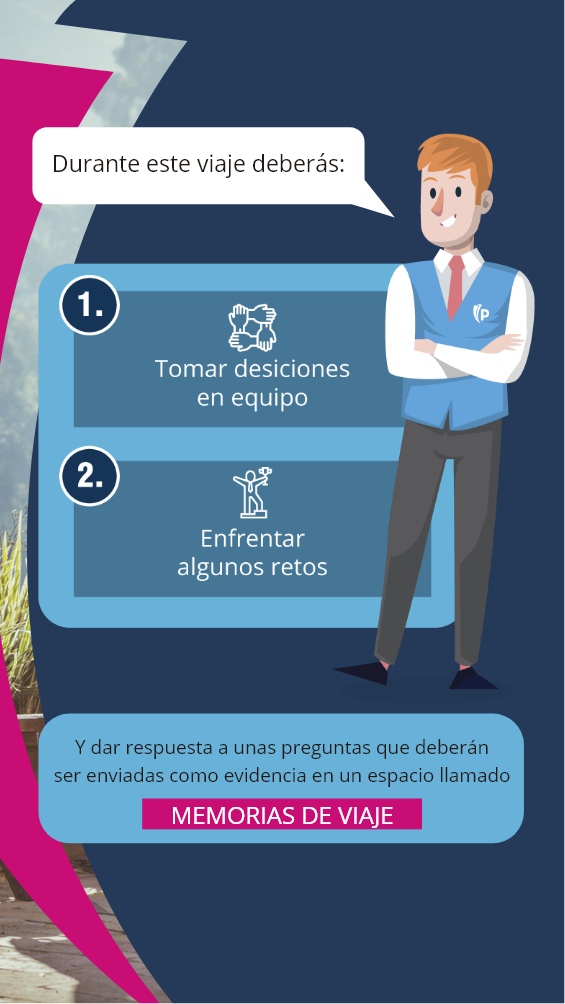 Durante este viaje deberás:
1.
Tomar desiciones
en equipo
2.
Enfrentar
algunos retos
Y dar respuesta a unas preguntas que deberán
ser enviadas como evidencia en un espacio llamado
MEMORIAS DE VIAJE